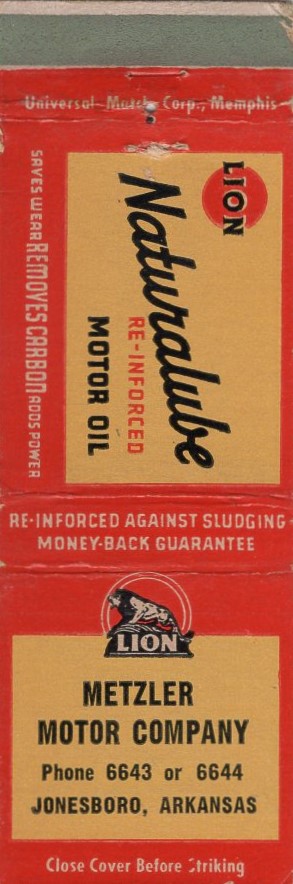 Universal Match Corp., Memphis
LION
Naturalube
RE-INFORCED
MOTOR OIL
SAVES WEAR REMOVES CARBON ADDS POWER
RE-INFORCED AGAINST SLUDGING
MONEY-BACK GUARANTEE
LION
METZLER
MOTOR COMPANY
Phone 6643 or 6644
JONESBORO, ARKANSAS
Close Cover Before Striking